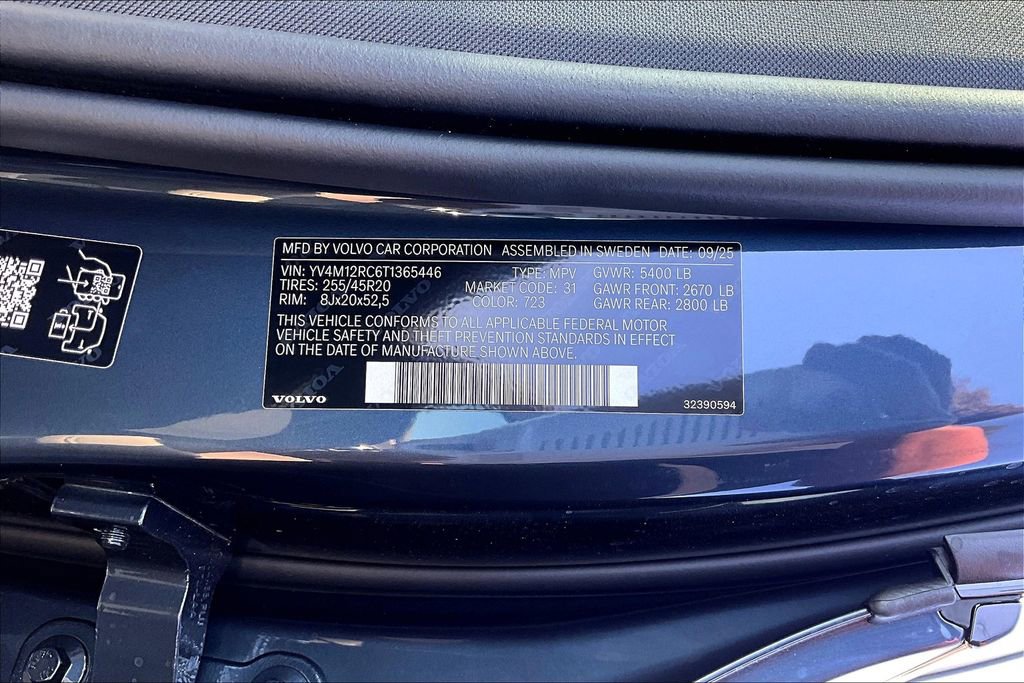 MFD BY VOLVO CAR CORPORATION ASSEMBLED IN SWEDEN DATE: 09/25
VIN: YV4M12RC6T1365446 TYPE: MPV GVWR: 5400 LB
TIRES: 255/45R20 MARKET CODE: 31 GAWR FRONT: 2670 LB
RIM: 8Jx20x52,5 COLOR: 723 GAWR REAR: 2800 LB
THIS VEHICLE CONFORMS TO ALL APPLICABLE FEDERAL MOTOR
VEHICLE SAFETY AND THEFT PREVENTION STANDARDS IN EFFECT
ON THE DATE OF MANUFACTURE SHOWN ABOVE.
VOLVO 32390594